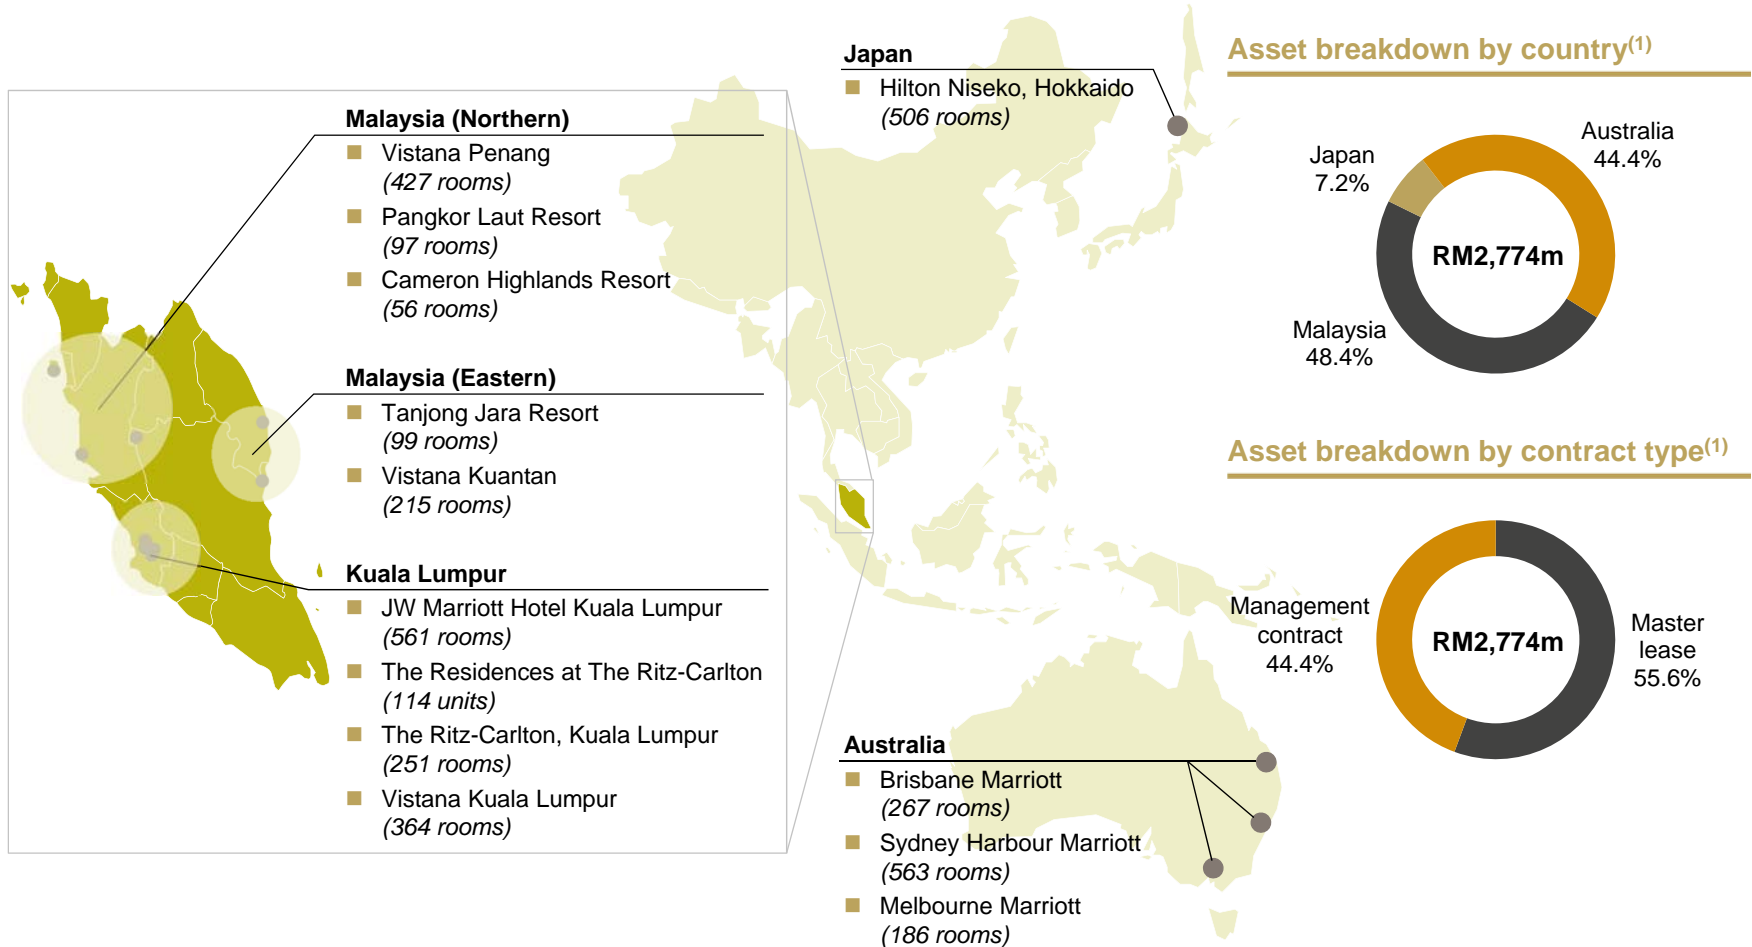 Malaysia (Northern)
Vistana Penang
(427 rooms)
Pangkor Laut Resort
(97 rooms)
Cameron Highlands Resort
(56 rooms)
Malaysia (Eastern)
Tanjong Jara Resort
(99 rooms)
Vistana Kuantan
(215 rooms)
Kuala Lumpur
JW Marriott Hotel Kuala Lumpur
(561 rooms)
The Residences at The Ritz-Carlton
(114 units)
The Ritz-Carlton, Kuala Lumpur
(251 rooms)
Vistana Kuala Lumpur
(364 rooms)
Japan
Hilton Niseko, Hokkaido
(506 rooms)
Australia
Brisbane Marriott
(267 rooms)
Sydney Harbour Marriott
(563 rooms)
Melbourne Marriott
(186 rooms)
Asset breakdown by country(1)
Australia
44.4%
Japan
7.2%
RM2,774m
Malaysia
48.4%
Asset breakdown by contract type(1)
Management
contract
44.4%
RM2,774m
Master
lease
55.6%